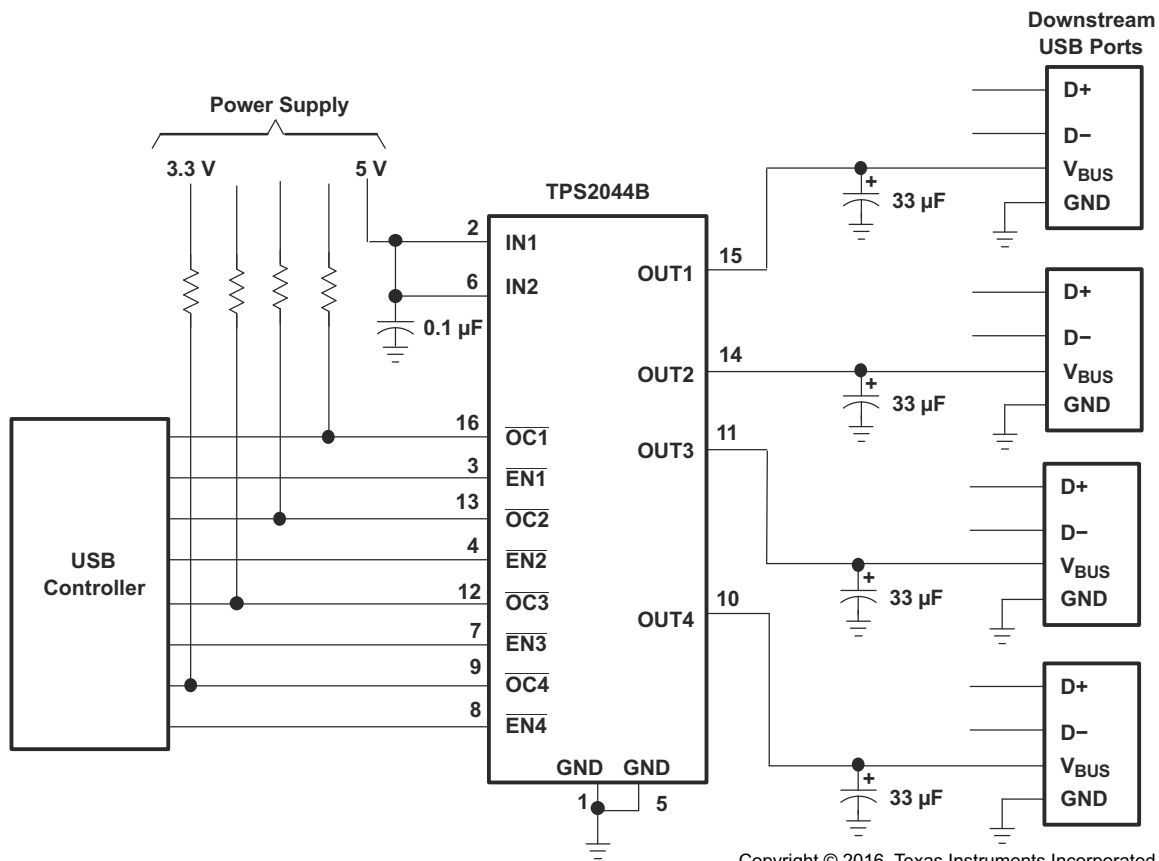 Downstream
USB Ports
Power Supply
3.3 V
5 V
TPS2044B
2
IN1
6
IN2
0.1 µF
16
OC1
3
EN1
13
OC2
4
EN2
12
OC3
7
EN3
9
OC4
8
EN4
USB
Controller
GND GND
1
5
OUT1
15
OUT2
14
OUT3
11
OUT4
10
+
33 µF
D+
D−
VBUS
GND
+
33 µF
D+
D−
VBUS
GND
+
33 µF
D+
D−
VBUS
GND
+
33 µF
D+
D−
VBUS
GND
Copyright © 2016, Texas Instruments Incorporated